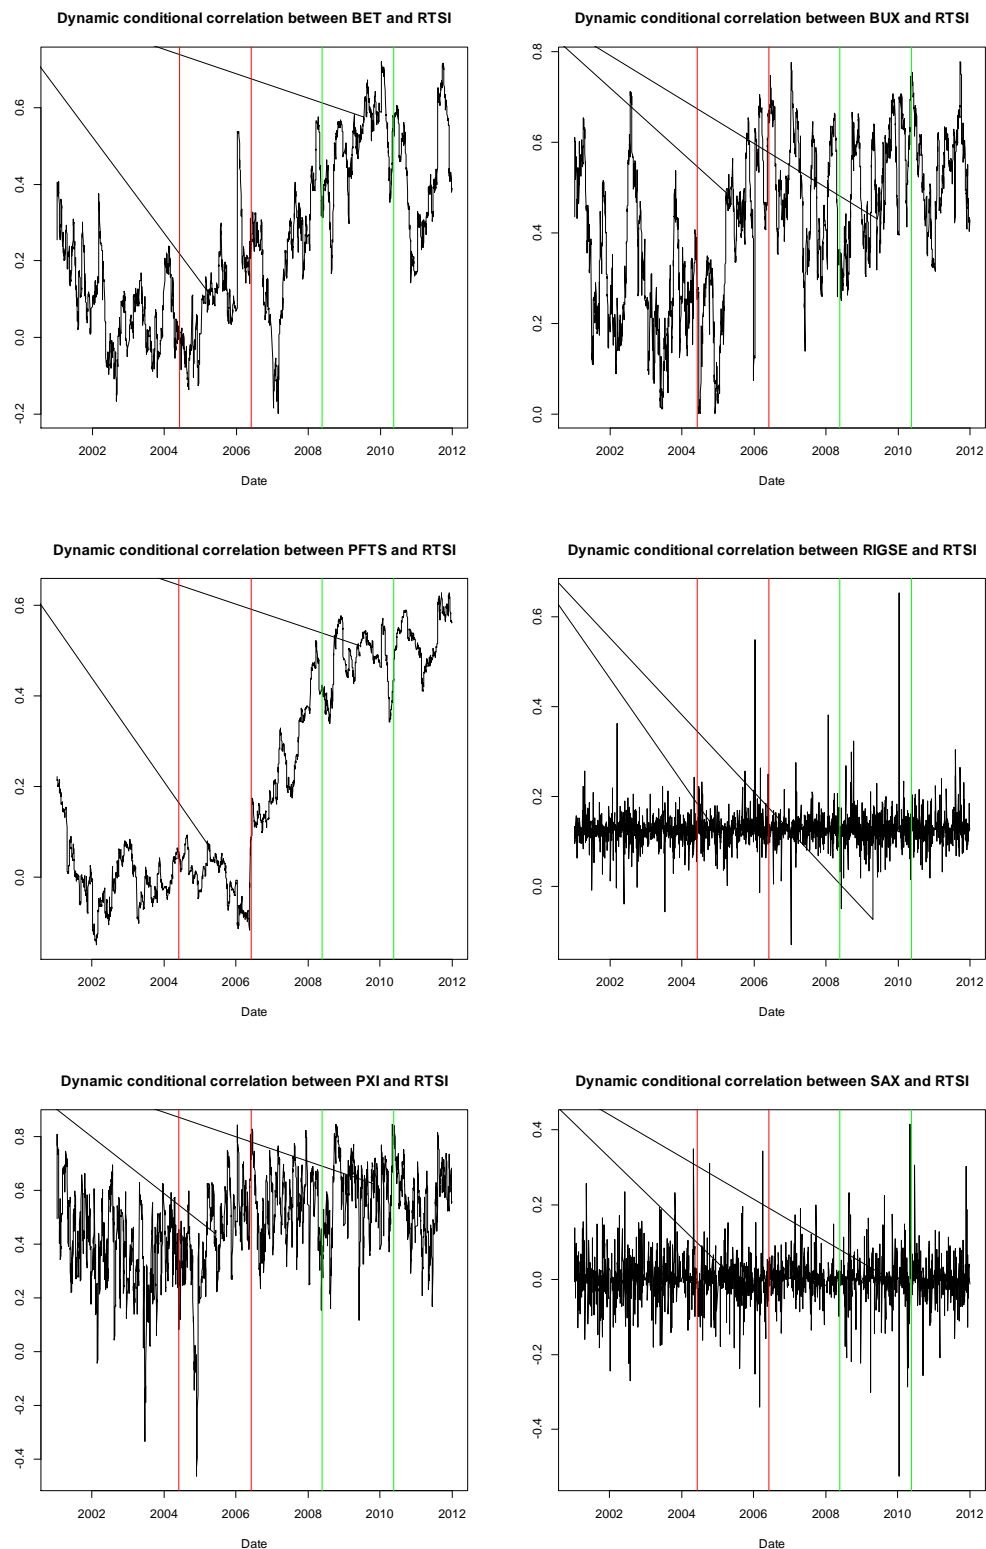 Dynamic conditional correlation between BET and RTSI
0.6
0.4
0.2
0.0
-0.2
2002 2004 2006 2008 2010 2012
Date
Dynamic conditional correlation between BUX and RTSI
0.8
0.6
0.4
0.2
0.0
2002 2004 2006 2008 2010 2012
Date
Dynamic conditional correlation between PFTS and RTSI
0.6
0.4
0.2
0.0
2002 2004 2006 2008 2010 2012
Date
Dynamic conditional correlation between RIGSE and RTSI
0.6
0.4
0.2
0.0
2002 2004 2006 2008 2010 2012
Date
Dynamic conditional correlation between PXI and RTSI
0.8
0.6
0.4
0.2
0.0
-0.2
-0.4
2002 2004 2006 2008 2010 2012
Date
Dynamic conditional correlation between SAX and RTSI
0.4
0.2
0.0
-0.2
-0.4
2002 2004 2006 2008 2010 2012
Date